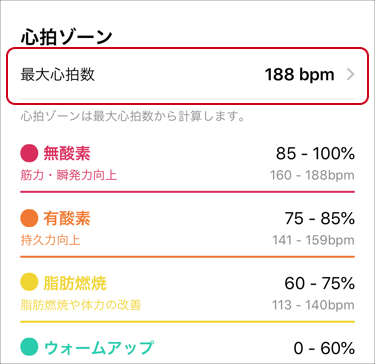 心拍ゾーン
最大心拍数 188 bpm
心拍ゾーンは最大心拍数から計算します。
無酸素 85 - 100%
筋力・瞬発力向上 160 - 188bpm
有酸素 75 - 85%
持久力向上 141 - 159bpm
脂肪燃焼 60 - 75%
脂肪燃焼や体力の改善 113 - 140bpm
ウォームアップ 0 - 60%